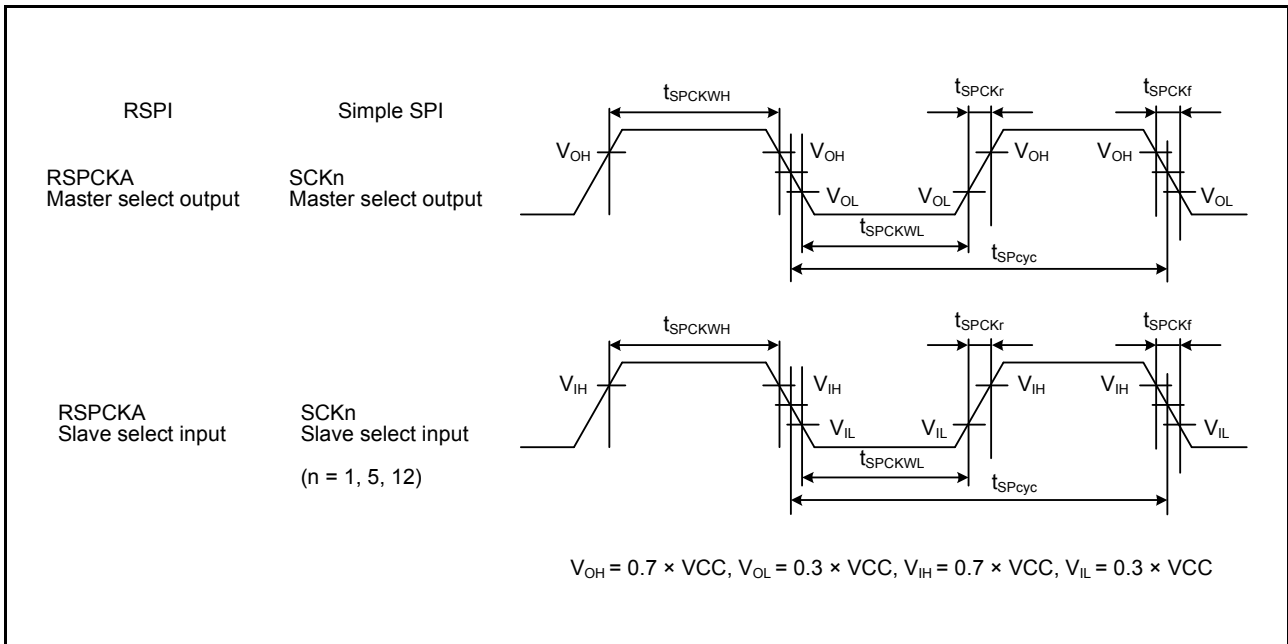 RSPI
Simple SPI
RSPCKA
Master select output
SCKn
Master select output
tSPCKWH
tSPCKr
tSPCKf
VOH
VOH
VOL
VOL
VOH
VOH
VOL
tSPCKWL
tSPcyc
RSPCKA
Slave select input
SCKn
Slave select input
(n = 1, 5, 12)
tSPCKWH
tSPCKr
tSPCKf
VIH
VIH
VIL
VIL
VIH
VIH
VIL
tSPCKWL
tSPcyc
VOH = 0.7 × VCC, VOL = 0.3 × VCC, VIH = 0.7 × VCC, VIL = 0.3 × VCC